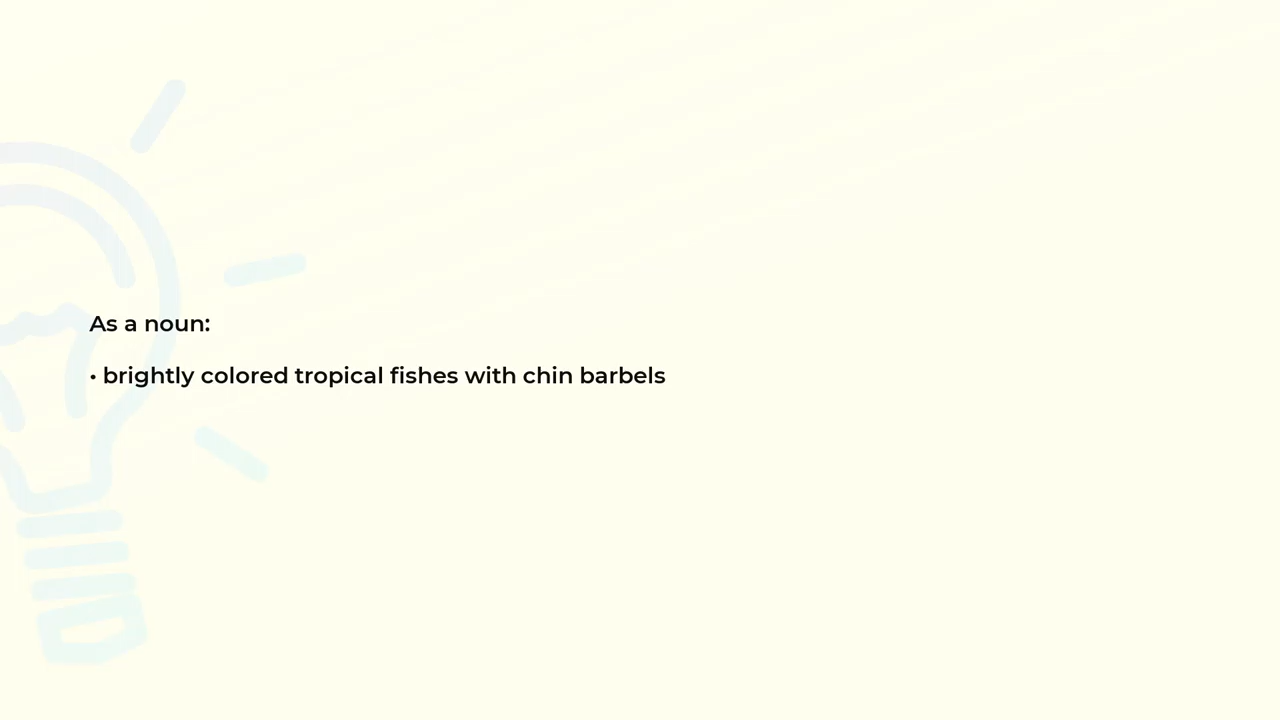 As a noun:
• brightly colored tropical fishes with chin barbels